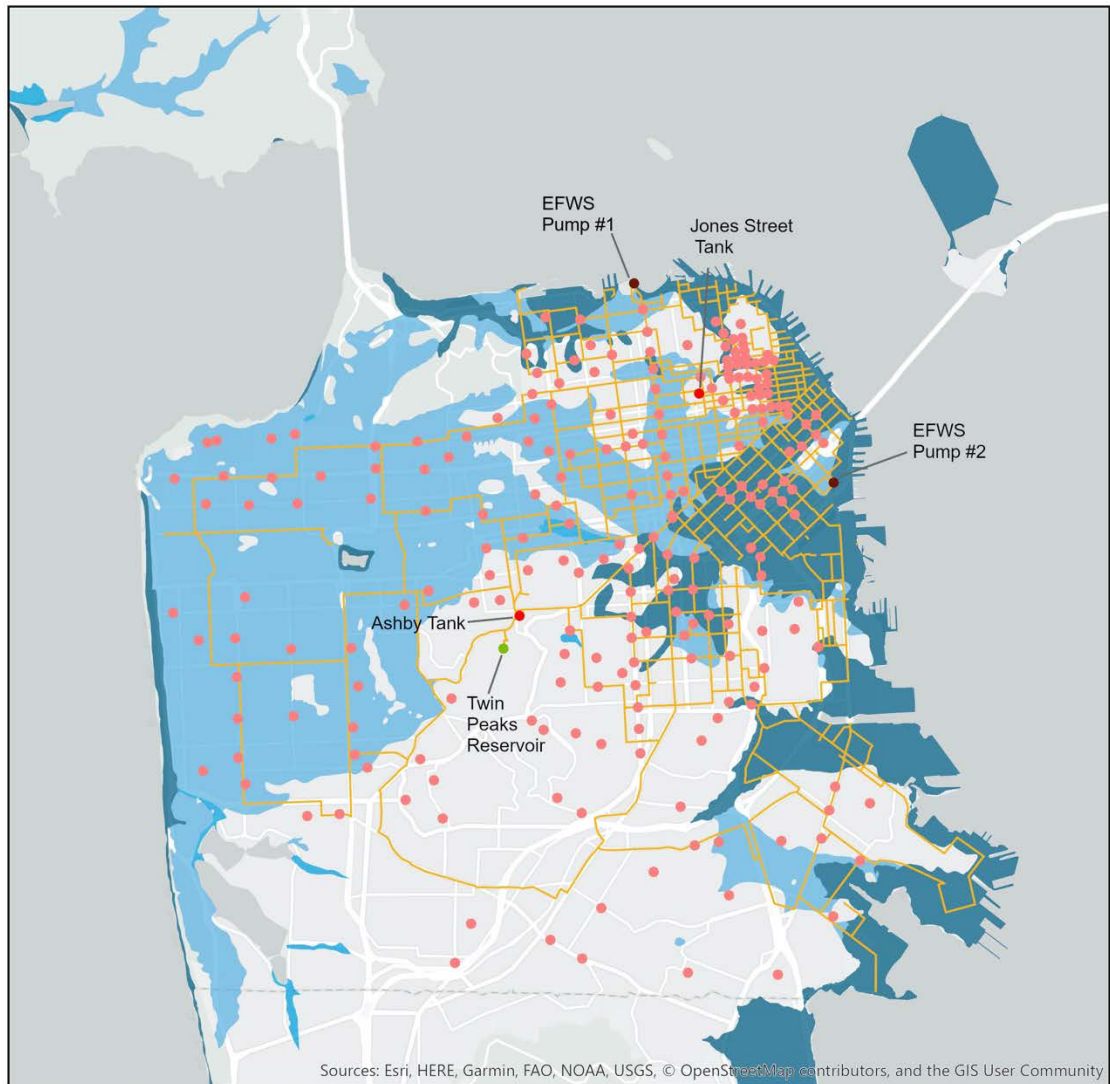 EFWS
Pump #1
Jones Street
Tank
EFWS
Pump #2
Ashby Tank
Twin
Peaks
Reservoir
Sources: Esri, HERE, Garmin, FAO, NOAA, USGS, © OpenStreetMap contributors, and the GIS User Community